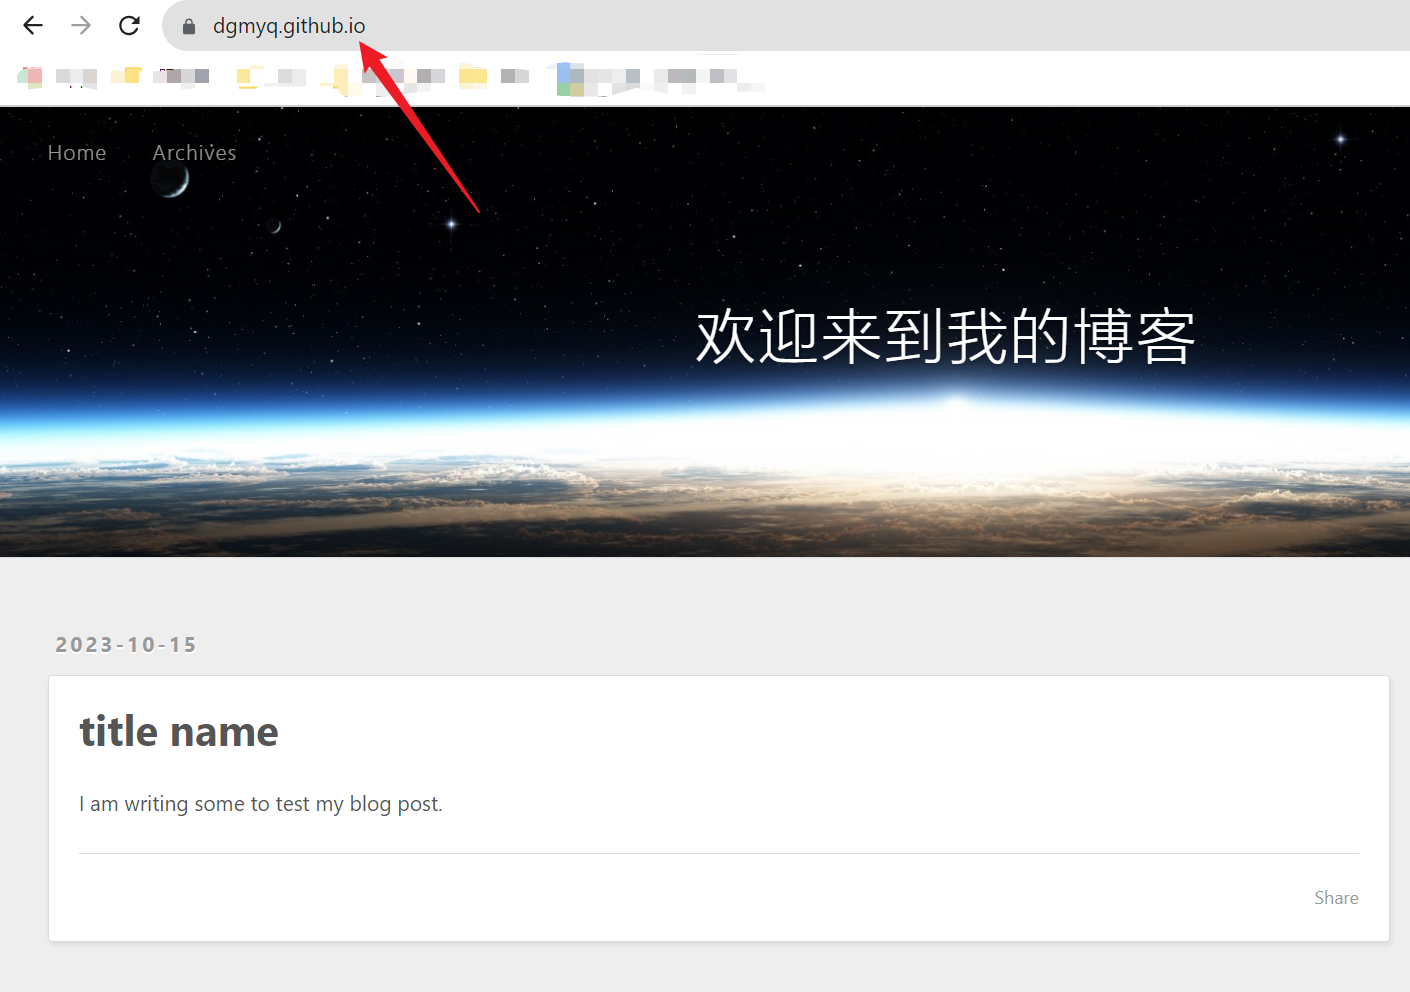 dgmyq.github.io
Home Archives
欢迎来到我的博客
2023-10-15
title name
I am writing some to test my blog post.
Share